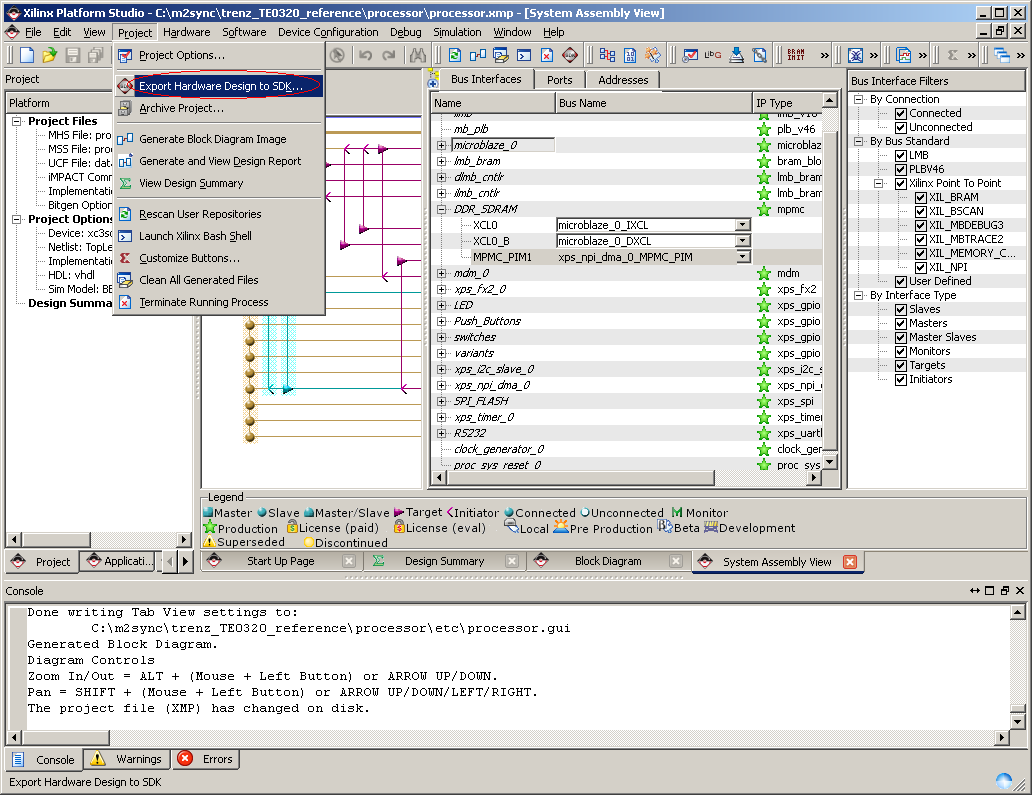 Xilinx Platform Studio - C:\m2sync\trenz_TE0320_reference\processor\processor.xmp - [System Assembly View]
File Edit View Project Hardware Software Device Configuration Debug Simulation Window Help
Project Options...
Export Hardware Design to SDK...
Archive Project...
Generate Block Diagram Image
Generate and View Design Report
View Design Summary
Rescan User Repositories
Launch Xilinx Bash Shell
Customize Buttons...
Clean All Generated Files
Terminate Running Process
Project
Platform
Project Files
MHS File: pro
MSS File: pro
UCF File: data
iMPACT Comm
Implementatio
Bitgen Option
Project Options
Device: xc3sc
Netlist: TopLe
Implementatio
HDL: vhdl
Sim Model: BE
Design Summa
Bus Interfaces Ports Addresses
Name Bus Name IP Type
ilmb lmb_v10
mb_plb plb_v46
microblaze_0 microblaz
lmb_bram bram_blo
dlmb_cntlr lmb_bram
ilmb_cntlr lmb_bram
DDR_SDRAM mpmc
XCL0 microblaze_0_IXCL
XCL0_B microblaze_0_DXCL
MPMC_PIM1 xps_npi_dma_0_MPMC_PIM
mdm_0 mdm
xps_fx2_0 xps_fx2
LED xps_gpio
Push_Buttons xps_gpio
switches xps_gpio
variants xps_gpio
xps_i2c_slave_0 xps_i2c_s
xps_npi_dma_0 xps_npi_
SPI_FLASH xps_spi
xps_timer_0 xps_timer
RS232 xps_uartl
clock_generator_0 clock_ger
proc_sys_reset_0 proc_sys
Bus Interface Filters
By Connection
Connected
Unconnected
By Bus Standard
LMB
PLBV46
Xilinx Point To Point
XIL_BRAM
XIL_BSCAN
XIL_MBDEBUG3
XIL_MBTRACE2
XIL_MEMORY_C...
XIL_NPI
User Defined
By Interface Type
Slaves
Masters
Master Slaves
Monitors
Targets
Initiators
Legend
Master Slave Master/Slave Target Initiator Connected Unconnected M Monitor
Production License (paid) License (eval) Local Pre Production Beta Development
Superseded Discontinued
Project Applicati...
Start Up Page Design Summary Block Diagram System Assembly View
Console
Done writing Tab View settings to:
C:\m2sync\trenz_TE0320_reference\processor\etc\processor.gui
Generated Block Diagram.
Diagram Controls
Zoom In/Out = ALT + (Mouse + Left Button) or ARROW UP/DOWN.
Pan = SHIFT + (Mouse + Left Button) or ARROW UP/DOWN/LEFT/RIGHT.
The project file (XMP) has changed on disk.
Console Warnings Errors
Export Hardware Design to SDK